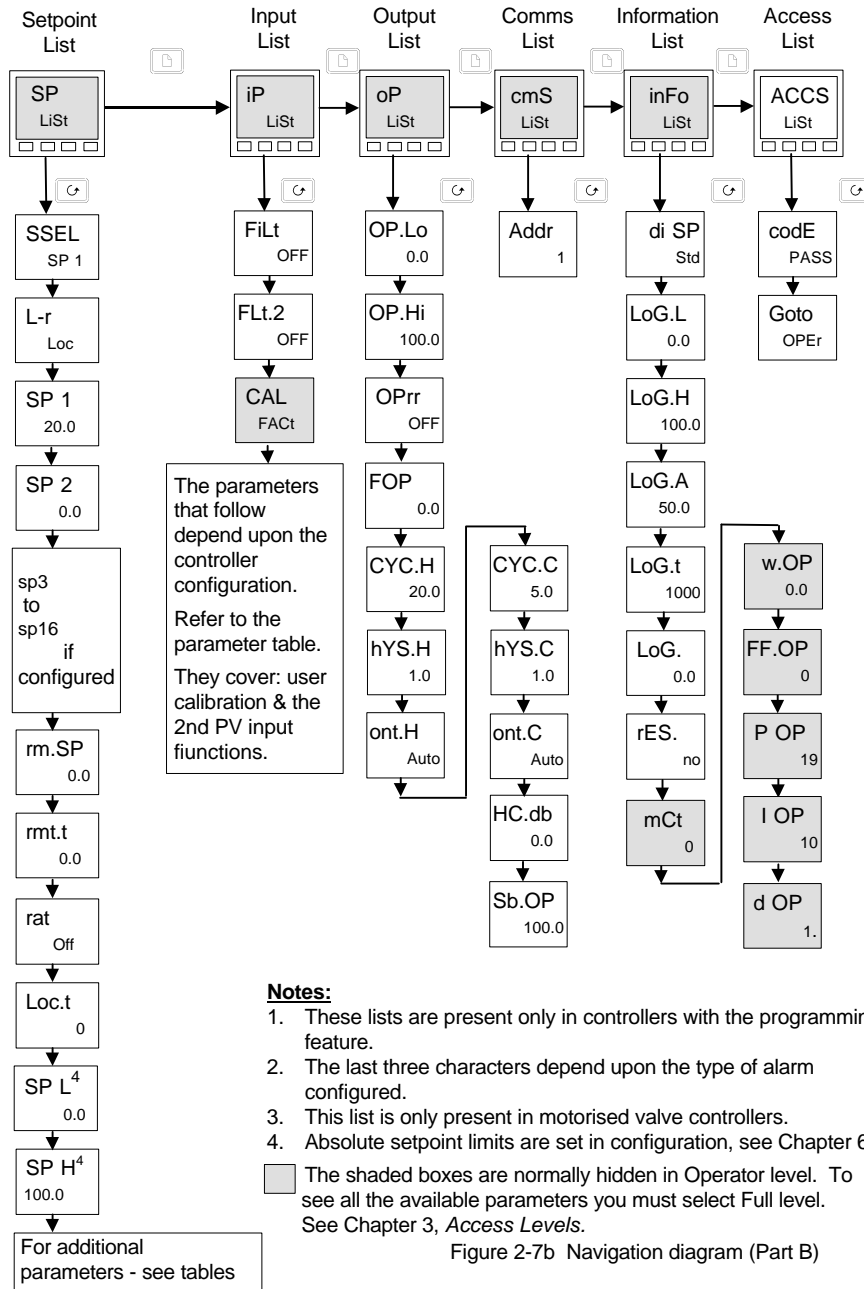 Setpoint
List
Input
List
Output
List
Comms
List
Information
List
Access
List
SP
LiSt
iP
LiSt
oP
LiSt
cmS
LiSt
inFo
LiSt
ACCS
LiSt
SSEL
SP 1
L-r
Loc
SP 1
20.0
SP 2
0.0
sp3
to
sp16
if
configured
rm.SP
0.0
rmt.t
0.0
rat
Off
Loc.t
0
SP L4
0.0
SP H4
100.0
For additional
parameters - see tables
FiLt
OFF
FLt.2
OFF
CAL
FACt
The parameters
that follow
depend upon the
controller
configuration.
Refer to the
parameter table.
They cover: user
calibration & the
2nd PV input
fiunctions.
OP.Lo
0.0
OP.Hi
100.0
OPrr
OFF
FOP
0.0
CYC.H
20.0
hYS.H
1.0
ont.H
Auto
Addr
1
CYC.C
5.0
hYS.C
1.0
ont.C
Auto
HC.db
0.0
Sb.OP
100.0
di SP
Std
LoG.L
0.0
LoG.H
100.0
LoG.A
50.0
LoG.t
1000
LoG.
0.0
rES.
no
mCt
0
codE
PASS
Goto
OPEr
w.OP
0.0
FF.OP
0
P OP
19
I OP
10
d OP
1.
Notes:
1. These lists are present only in controllers with the programmin
feature.
2. The last three characters depend upon the type of alarm
configured.
3. This list is only present in motorised valve controllers.
4. Absolute setpoint limits are set in configuration, see Chapter 6
The shaded boxes are normally hidden in Operator level. To
see all the available parameters you must select Full level.
See Chapter 3, Access Levels.
Figure 2-7b Navigation diagram (Part B)